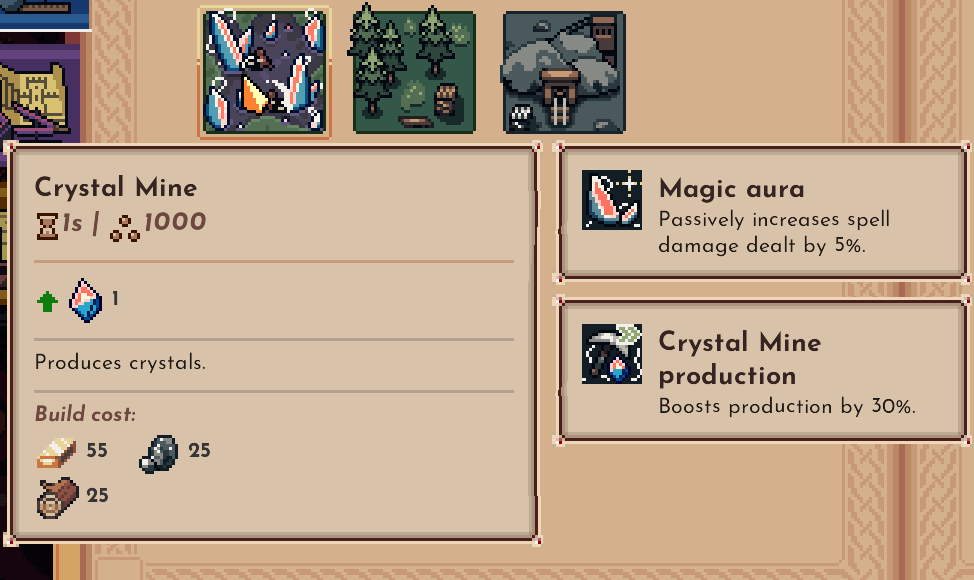 Crystal Mine
1s | 1000
1
Produces crystals.
Build cost:
55 25
25
Magic aura
Passively increases spell
damage dealt by 5%.
Crystal Mine
production
Boosts production by 30%.